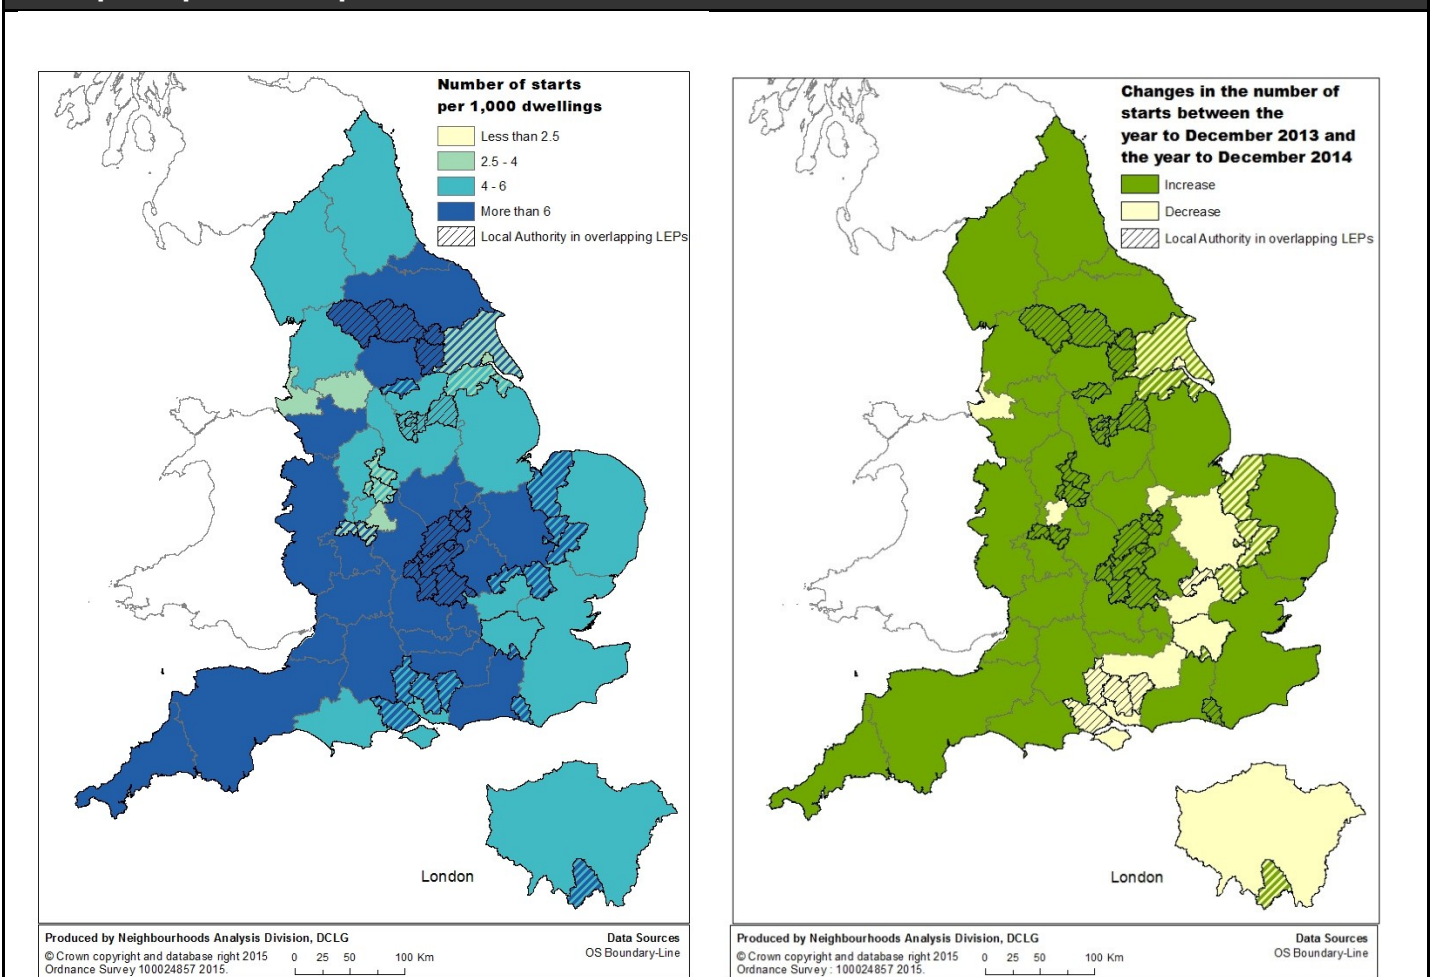 Number of starts
per 1,000 dwellings
Less than 2.5
2.5 - 4
4 - 6
More than 6
Local Authority in overlapping LEPs
London
Produced by Neighbourhoods Analysis Division, DCLG
Data Sources
© Crown copyright and database right 2015
OS Boundary-Line
Ordnance Survey 100024857 2015.
0 25 50 100 Km
Changes in the number of
starts between the
year to December 2013 and
the year to December 2014
Increase
Decrease
Local Authority in overlapping LEPs
London
Produced by Neighbourhoods Analysis Division, DCLG
Data Sources
© Crown copyright and database right 2015
OS Boundary-Line
Ordnance Survey : 100024857 2015.
0 25 50 100 Km